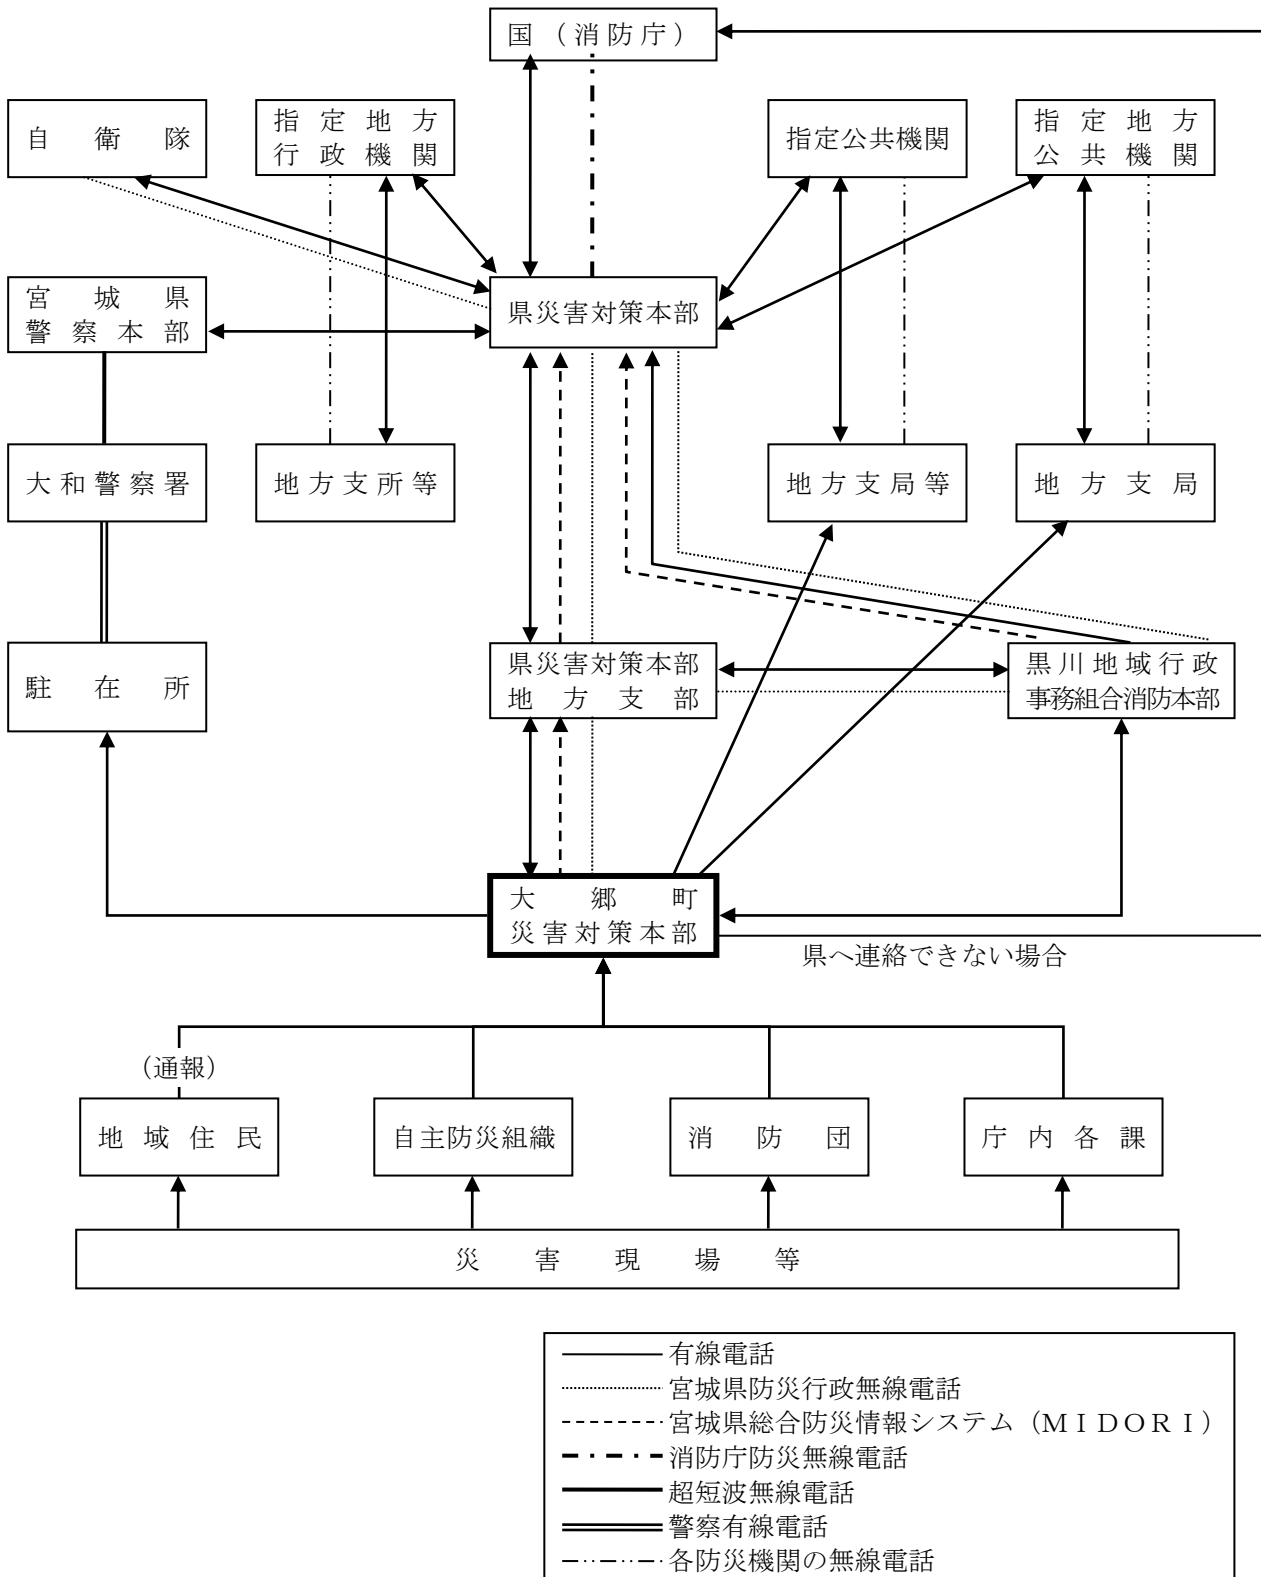 国（消防庁）
自衛隊
指定地方
行政機関
指定公共機関
指定地方
公共機関
宮城県
警察本部
県災害対策本部
大和警察署
地方支所等
地方支局等
地方支局
駐在所
県災害対策本部
地方支部
黒川地域行政
事務組合消防本部
大郷町
災害対策本部
県へ連絡できない場合
（通報）
地域住民
自主防災組織
消防団
庁内各課
災害現場等
有線電話
宮城県防災行政無線電話
宮城県総合防災情報システム（ＭＩＤＯＲＩ）
消防庁防災無線電話
超短波無線電話
警察有線電話
各防災機関の無線電話